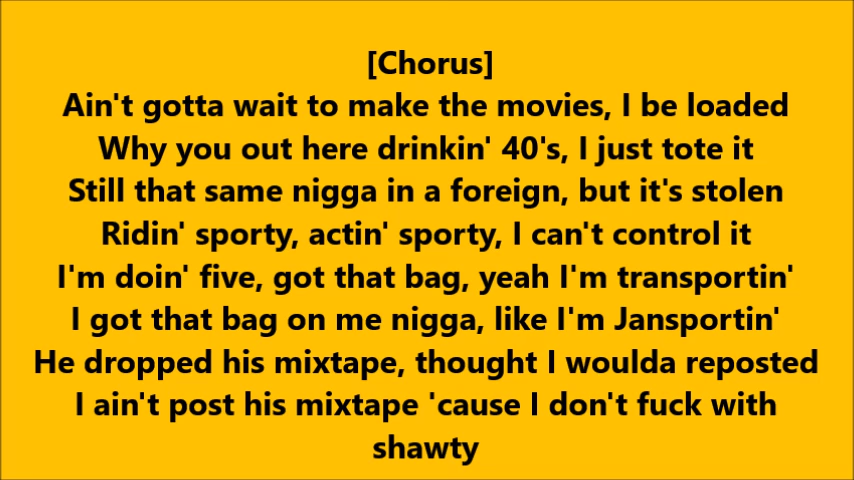 [Chorus]
Ain't gotta wait to make the movies, I be loaded
Why you out here drinkin' 40's, I just tote it
Still that same nigga in a foreign, but it's stolen
Ridin' sporty, actin' sporty, I can't control it
I'm doin' five, got that bag, yeah I'm transportin'
I got that bag on me nigga, like I'm Jansportin'
He dropped his mixtape, thought I woulda reposted
I ain't post his mixtape 'cause I don't fuck with
shawty